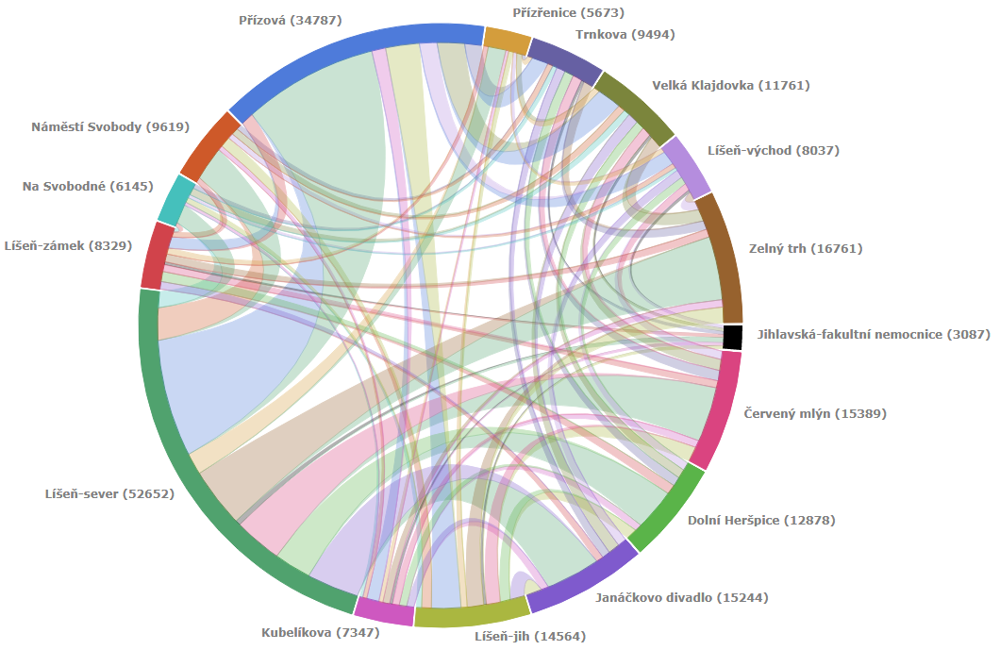 Přízová (34787)
Přízřenice (5673)
Trnkova (9494)
Velká Klajdovka (11761)
Náměstí Svobody (9619)
Líšeň-východ (8037)
Na Svobodné (6145)
Líšeň-zámek (8329)
Zelný trh (16761)
Jihlavská-fakultní nemocnice (3087)
Červený mlýn (15389)
Líšeň-sever (52652)
Dolní Heršpice (12878)
Janáčkovo divadlo (15244)
Kubelíkova (7347)
Líšeň-jih (14564)